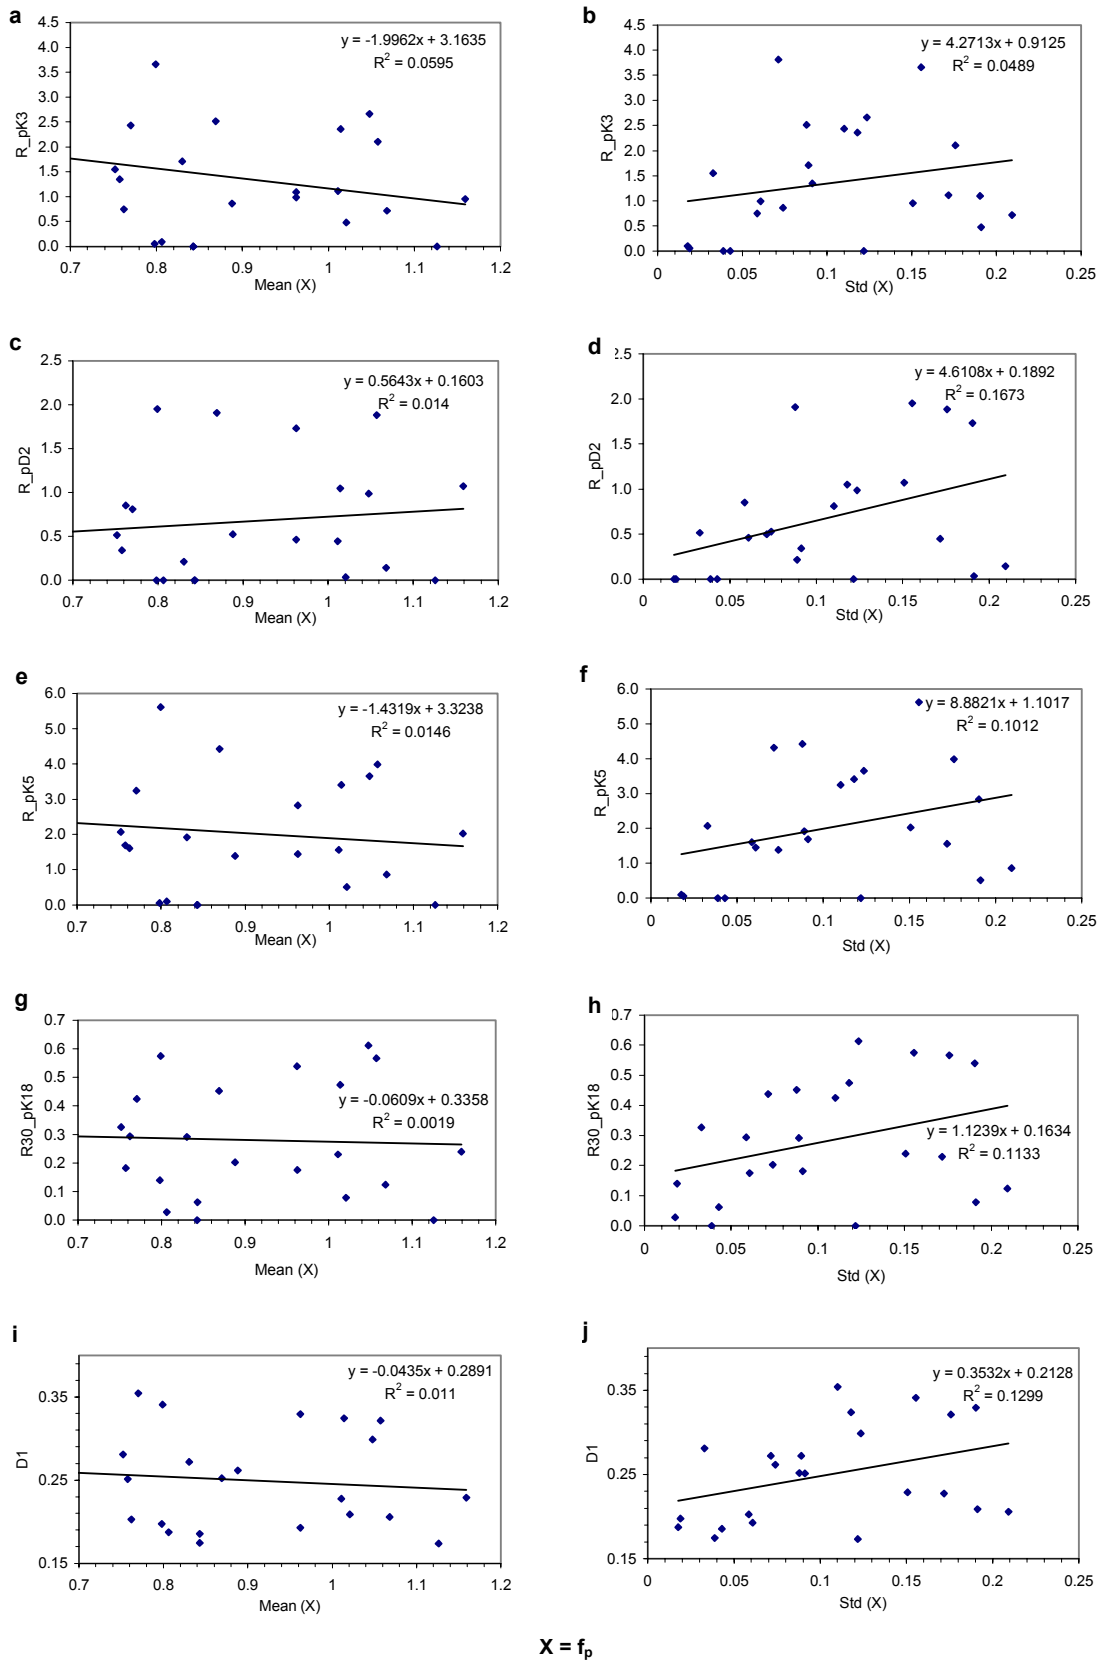 a
4.5
4.0
3.5
3.0
2.5
2.0
1.5
1.0
0.5
0.0
R_pK3
y = -1.9962x + 3.1635
R² = 0.0595
0.7 0.8 0.9 1 1.1 1.2
Mean (X)
b
4.5
4.0
3.5
3.0
2.5
2.0
1.5
1.0
0.5
0.0
R_pK3
y = 4.2713x + 0.9125
R² = 0.0489
0 0.05 0.1 0.15 0.2 0.25
Std (X)
c
2.5
2.0
1.5
1.0
0.5
0.0
R_pD2
y = 0.5643x + 0.1603
R² = 0.014
0.7 0.8 0.9 1 1.1 1.2
Mean (X)
d
2.5
2.0
1.5
1.0
0.5
0.0
R_pD2
y = 4.6108x + 0.1892
R² = 0.1673
0 0.05 0.1 0.15 0.2 0.25
Std (X)
e
6.0
5.0
4.0
3.0
2.0
1.0
0.0
R_pK5
y = -1.4319x + 3.3238
R² = 0.0146
0.7 0.8 0.9 1 1.1 1.2
Mean (X)
f
6.0
5.0
4.0
3.0
2.0
1.0
0.0
R_pK5
y = 8.8821x + 1.1017
R² = 0.1012
0 0.05 0.1 0.15 0.2 0.25
Std (X)
g
0.7
0.6
0.5
0.4
0.3
0.2
0.1
0.0
R30_pK18
y = -0.0609x + 0.3358
R² = 0.0019
0.7 0.8 0.9 1 1.1 1.2
Mean (X)
h
0.7
0.6
0.5
0.4
0.3
0.2
0.1
0.0
R30_pK18
y = 1.1239x + 0.1634
R² = 0.1133
0 0.05 0.1 0.15 0.2 0.25
Std (X)
i
0.35
0.25
0.15
D1
y = -0.0435x + 0.2891
R² = 0.011
0.7 0.8 0.9 1 1.1 1.2
Mean (X)
j
0.35
0.25
0.15
D1
y = 0.3532x + 0.2128
R² = 0.1299
0 0.05 0.1 0.15 0.2 0.25
Std (X)
X = fₚ